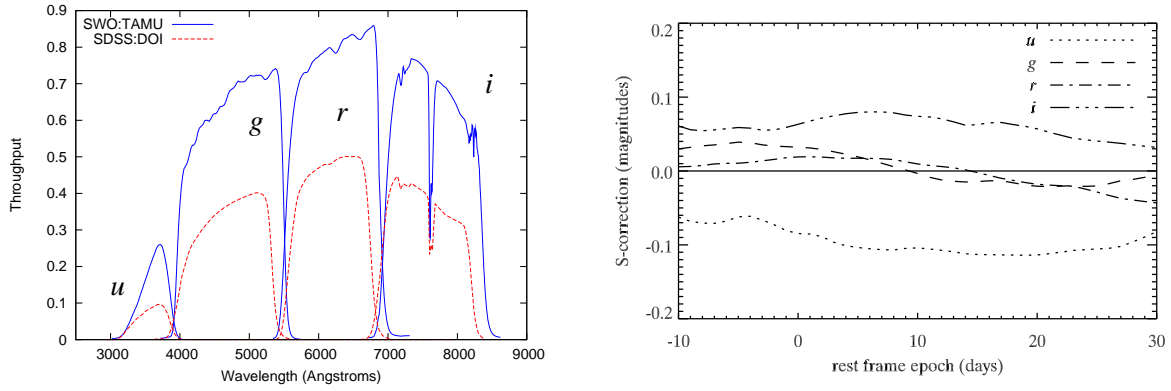 SWO:TAMU
SDSS:DOI
0.9
0.8
0.7
0.6
0.5
0.4
0.3
0.2
0.1
0
Throughput
u
g
r
i
3000 4000 5000 6000 7000 8000 9000
Wavelength (Angstroms)
0.2
0.1
0.0
-0.1
-0.2
S-correction (magnitudes)
u
g
r
i
-10 0 10 20 30
rest frame epoch (days)